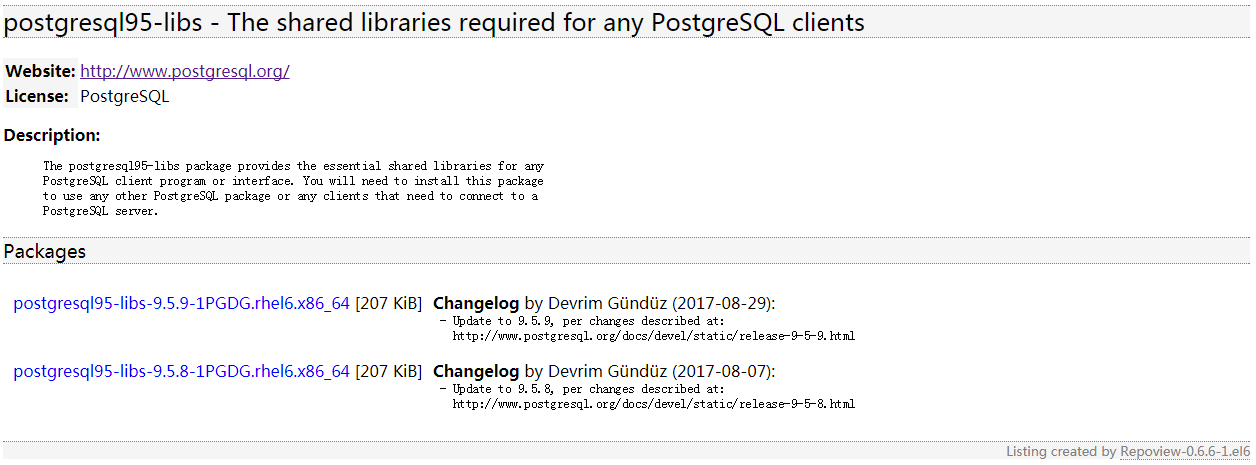 postgresql95-libs - The shared libraries required for any PostgreSQL clients
Website: http://www.postgresql.org/
License: PostgreSQL
Description:
The postgresql95-libs package provides the essential shared libraries for any
PostgreSQL client program or interface. You will need to install this package
to use any other PostgreSQL package or any clients that need to connect to a
PostgreSQL server.
Packages
postgresql95-libs-9.5.9-1PGDG.rhel6.x86_64 [207 KiB] Changelog by Devrim Gündüz (2017-08-29):
- Update to 9.5.9, per changes described at:
http://www.postgresql.org/docs/devel/static/release-9-5-9.html
postgresql95-libs-9.5.8-1PGDG.rhel6.x86_64 [207 KiB] Changelog by Devrim Gündüz (2017-08-07):
- Update to 9.5.8, per changes described at:
http://www.postgresql.org/docs/devel/static/release-9-5-8.html
Listing created by Repoview-0.6.6-1.el6